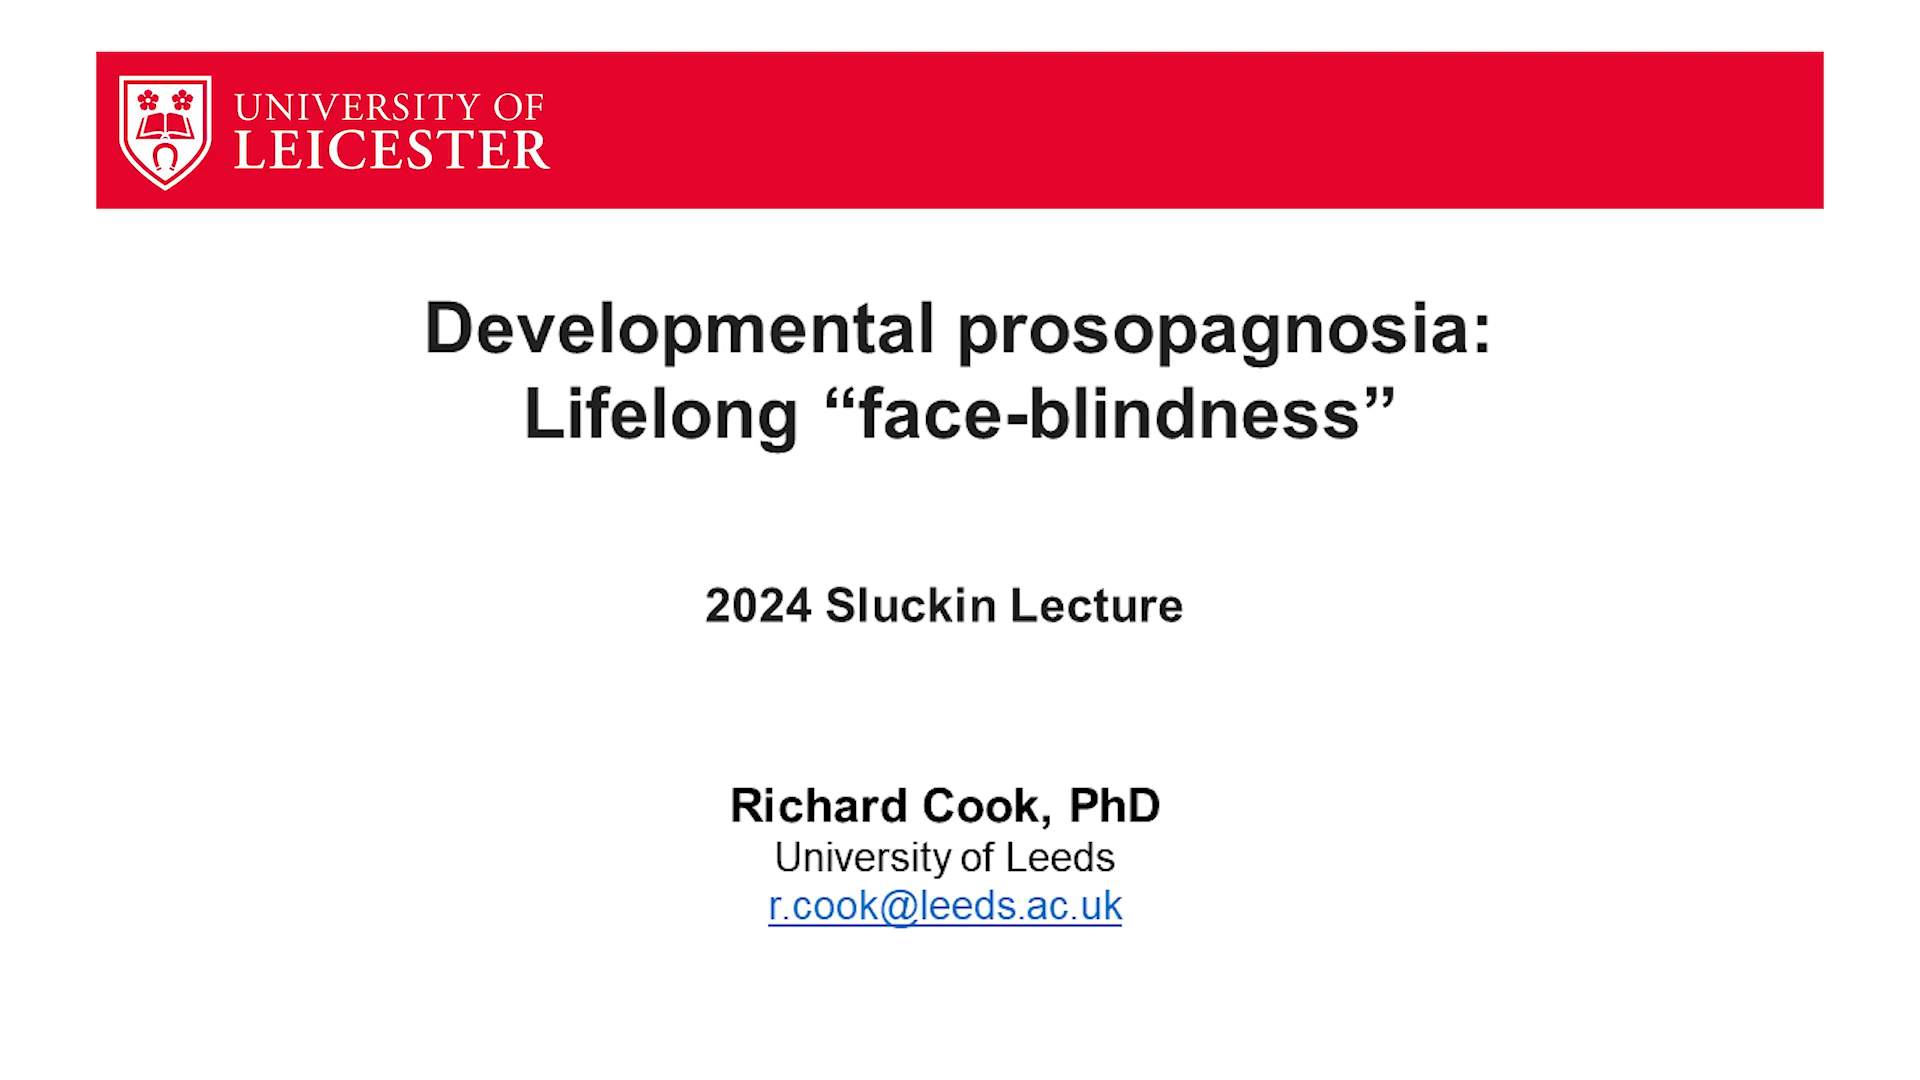 UNIVERSITY OF
LEICESTER
Developmental prosopagnosia:
Lifelong “face-blindness”
2024 Sluckin Lecture
Richard Cook, PhD
University of Leeds
r.cook@leeds.ac.uk